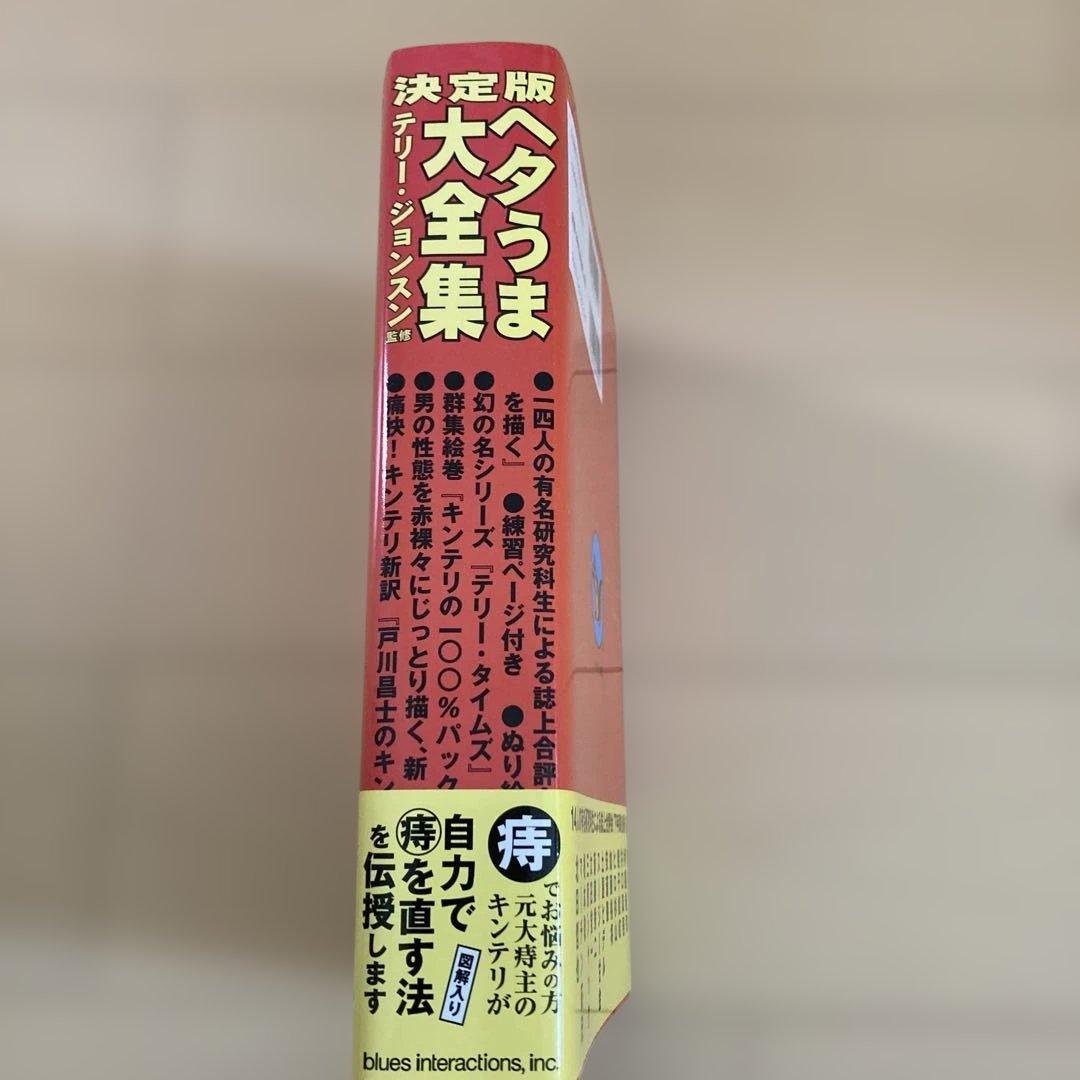 決定版
ヘタうま
大全集
テリー・ジョンスン監修
●一四人の有名研究科生による誌上合評
を描く』 ●練習ページ付き ●ぬり絵
●幻の名シリーズ『テリー・タイムズ』
●群集絵巻『キンテリの一〇〇%パック
●男の性態を赤裸々にじっとり描く、新
●痛快!キンテリ新訳『戸川昌士のキン
痔でお悩みの方
元大痔主の
キンテリが
自力で
痔を直す法
図解入り
を伝授します
blues interactions, inc.